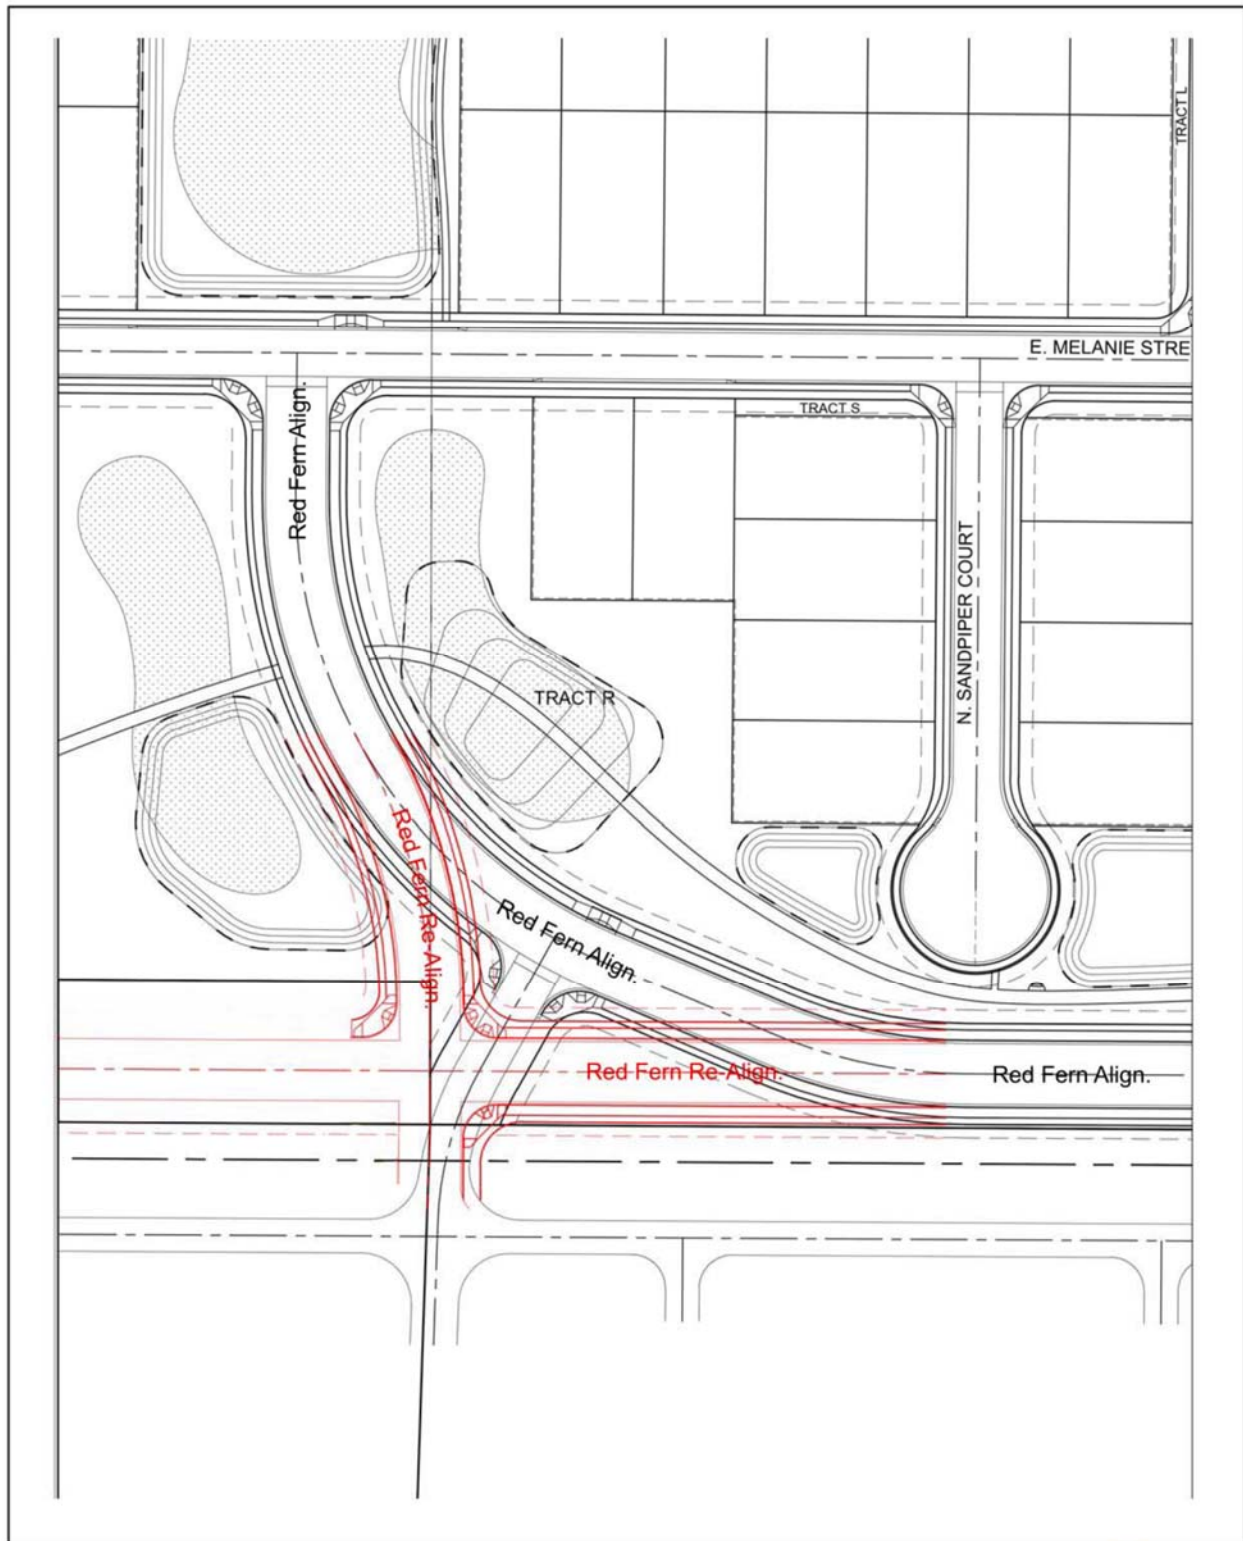 TRACT L
E. MELANIE STRE
Red Fern Align.
TRACT S
N. SANDPIPER COURT
TRACT R
Red Fern Re-Align.
Red Fern Align.
Red Fern Re-Align.
Red Fern Align.